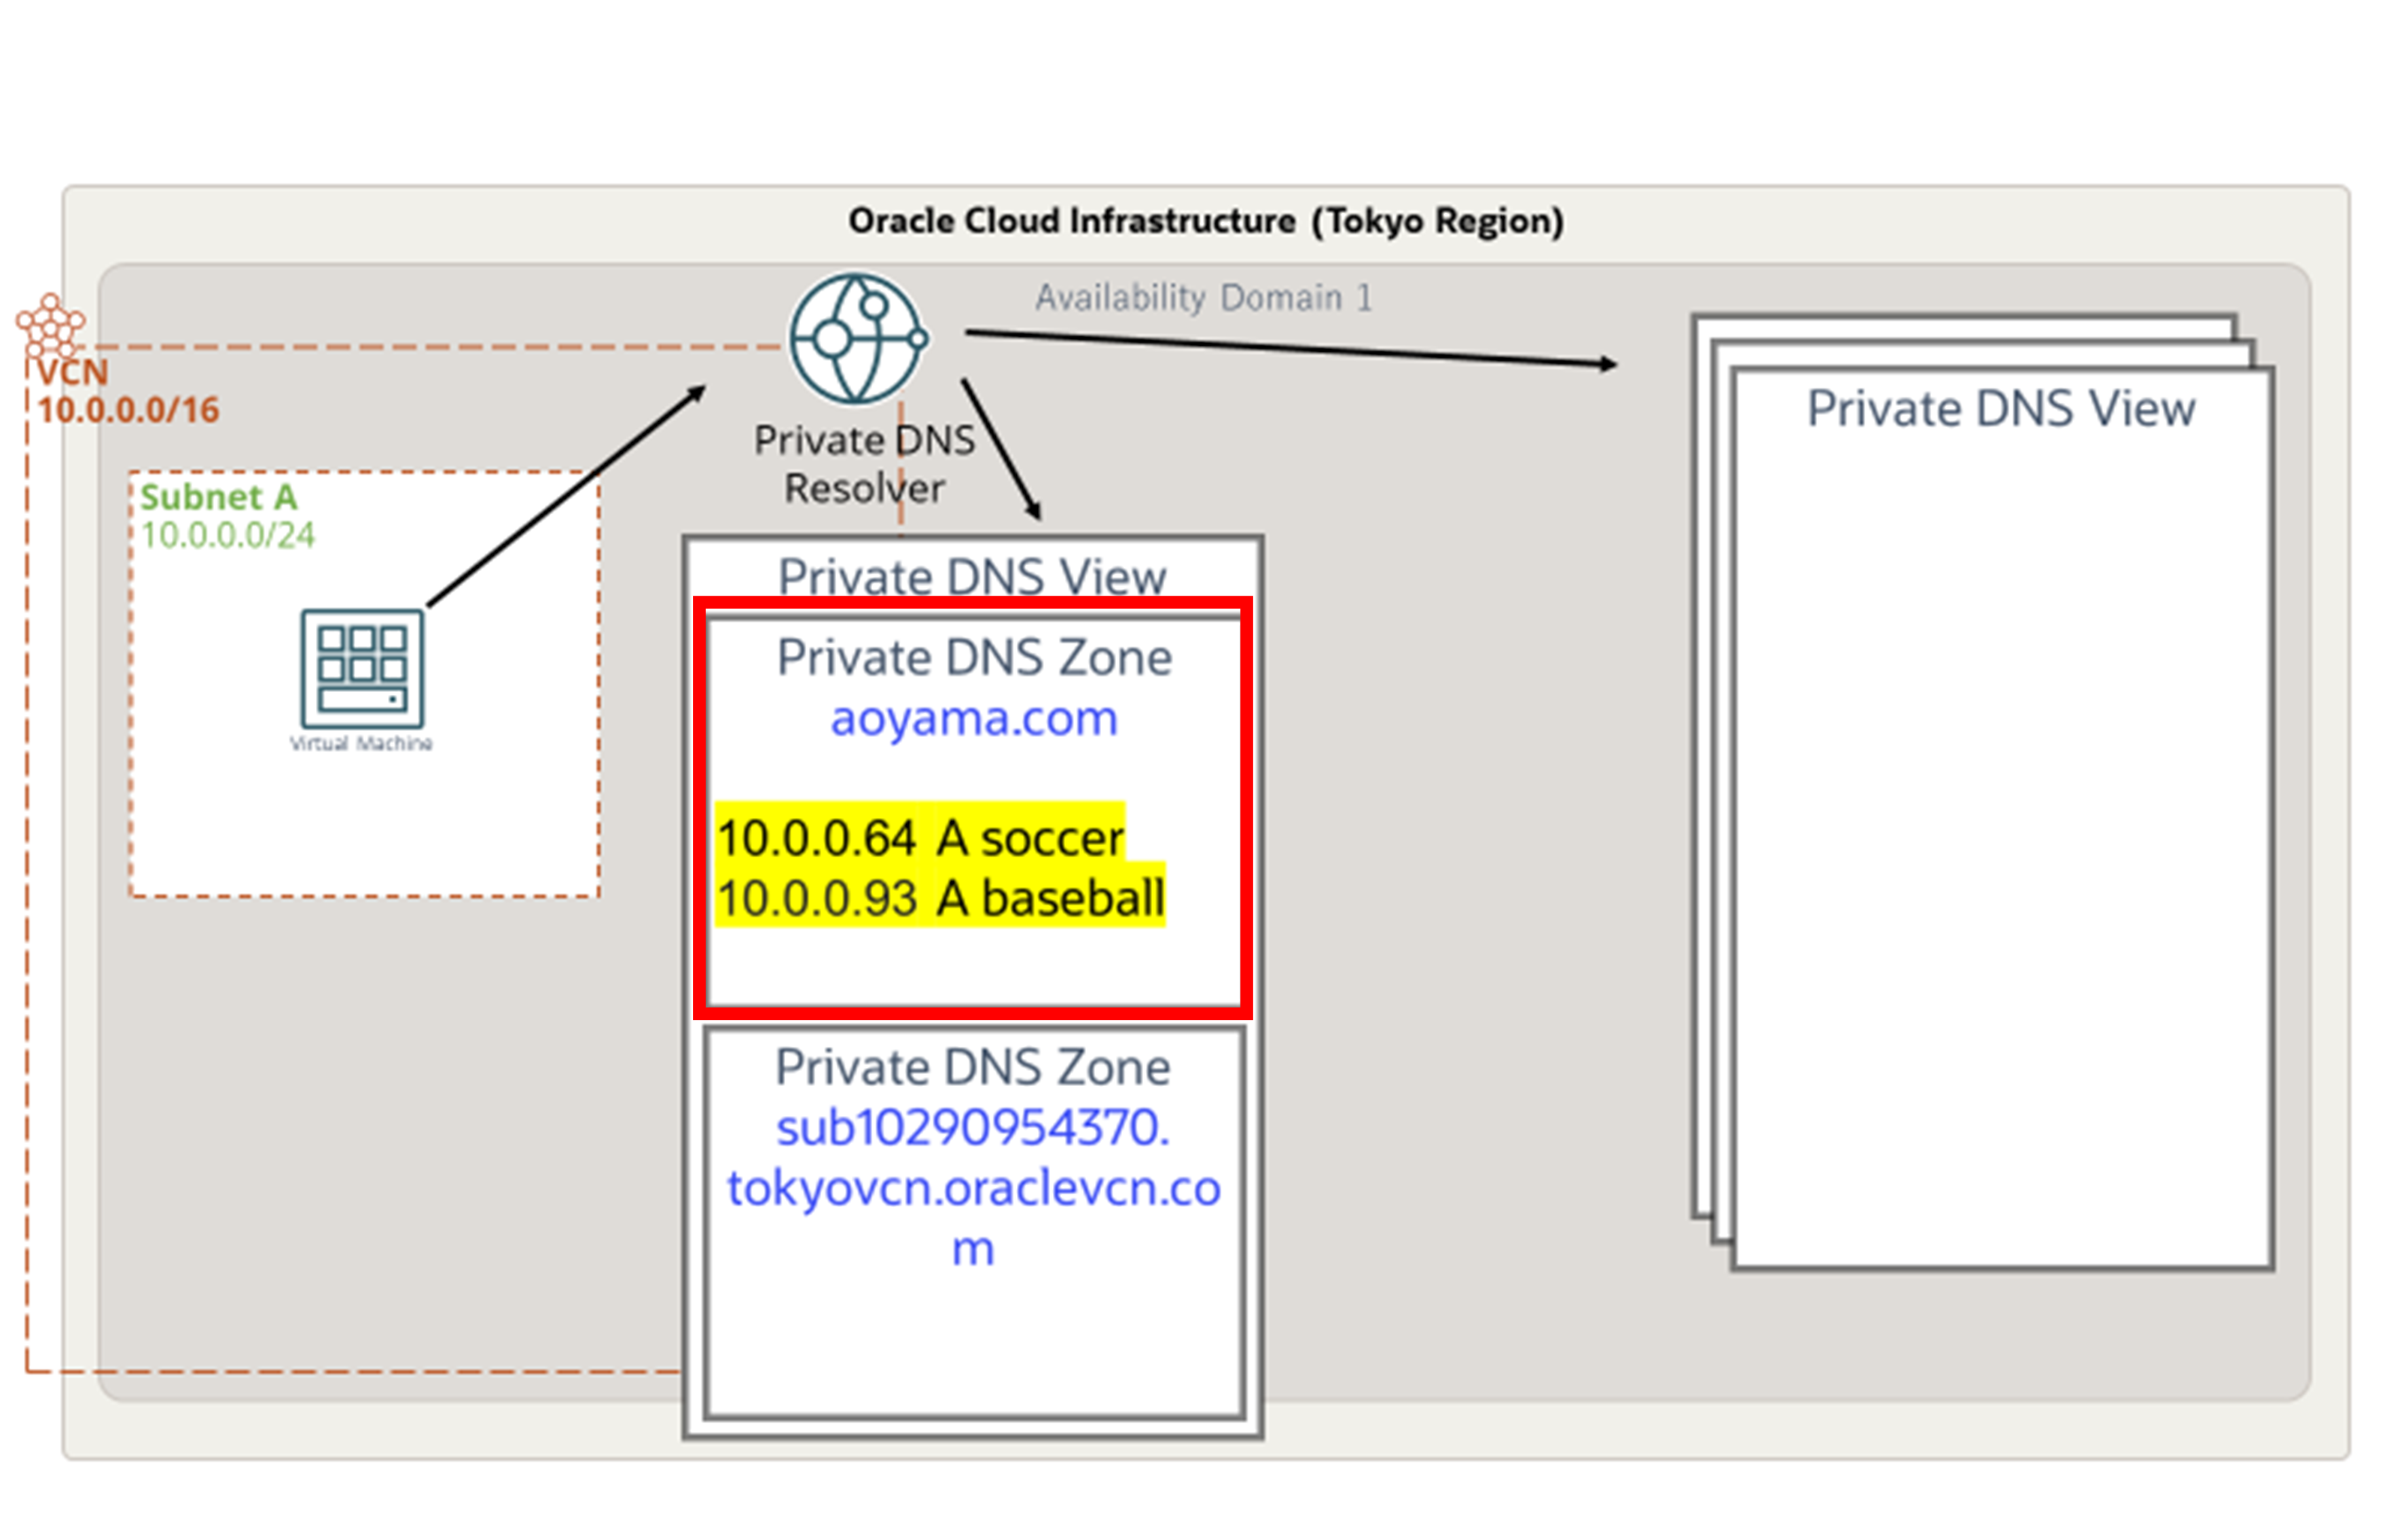 Oracle Cloud Infrastructure (Tokyo Region)
Availability Domain 1
VCN
10.0.0.0/16
Subnet A
10.0.0.0/24
Virtual Machine
Private DNS
Resolver
Private DNS View
Private DNS Zone
aoyama.com
10.0.0.64 A soccer
10.0.0.93 A baseball
Private DNS Zone
sub10290954370.
tokyovcn.oraclevcn.co
m
Private DNS View